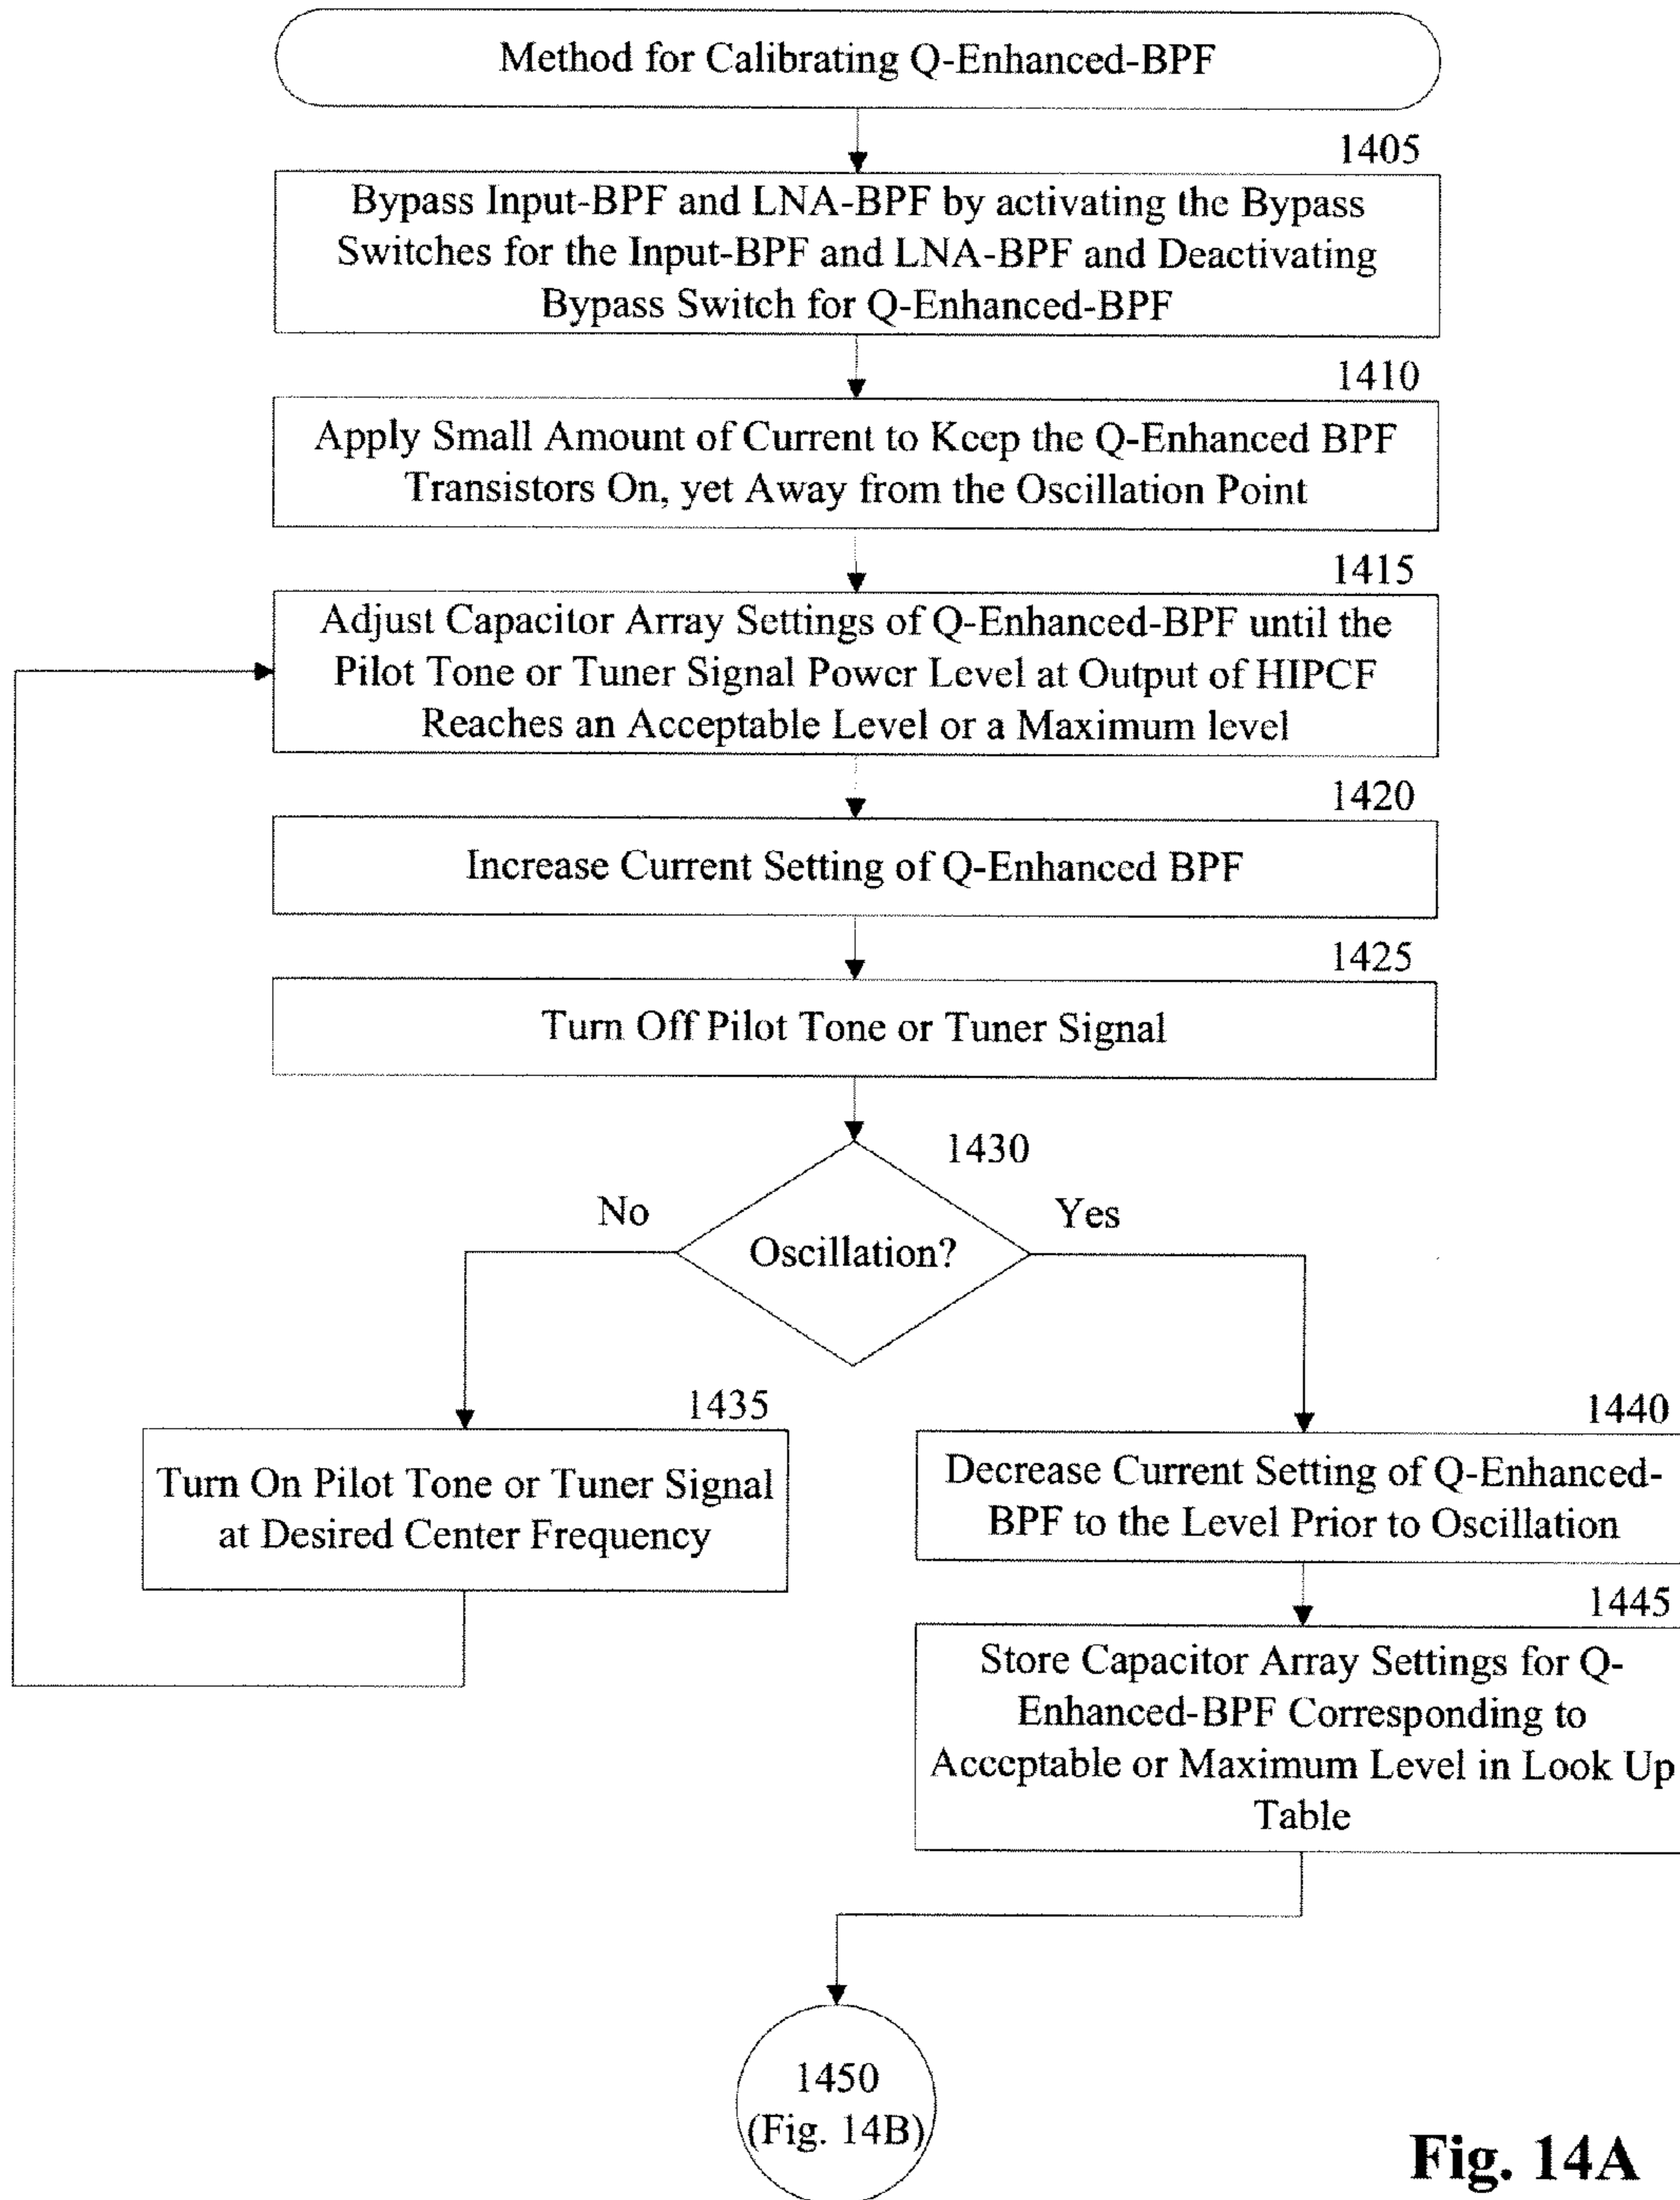 Method for Calibrating Q-Enhanced-BPF
1405
Bypass Input-BPF and LNA-BPF by activating the Bypass
Switches for the Input-BPF and LNA-BPF and Deactivating
Bypass Switch for Q-Enhanced-BPF
1410
Apply Small Amount of Current to Keep the Q-Enhanced BPF
Transistors On, yet Away from the Oscillation Point
1415
Adjust Capacitor Array Settings of Q-Enhanced-BPF until the
Pilot Tone or Tuner Signal Power Level at Output of HIPCF
Reaches an Acceptable Level or a Maximum level
1420
Increase Current Setting of Q-Enhanced BPF
1425
Turn Off Pilot Tone or Tuner Signal
1430
No
Yes
Oscillation?
1435
Turn On Pilot Tone or Tuner Signal
at Desired Center Frequency
1440
Decrease Current Setting of Q-Enhanced-
BPF to the Level Prior to Oscillation
1445
Store Capacitor Array Settings for Q-
Enhanced-BPF Corresponding to
Acceptable or Maximum Level in Look Up
Table
1450
(Fig. 14B)
Fig. 14A